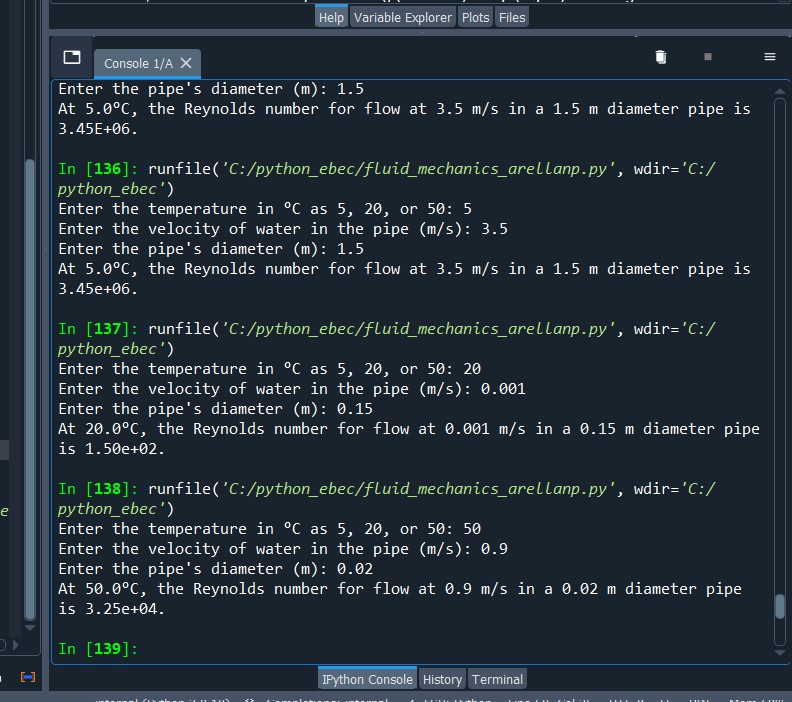 Help Variable Explorer Plots Files
Console 1/A
Enter the pipe's diameter (m): 1.5
At 5.0ºC, the Reynolds number for flow at 3.5 m/s in a 1.5 m diameter pipe is
3.45E+06.
In [136]: runfile('C:/python_ebec/fluid_mechanics_arellanp.py', wdir='C:/
python_ebec')
Enter the temperature in ºC as 5, 20, or 50: 5
Enter the velocity of water in the pipe (m/s): 3.5
Enter the pipe's diameter (m): 1.5
At 5.0ºC, the Reynolds number for flow at 3.5 m/s in a 1.5 m diameter pipe is
3.45e+06.
In [137]: runfile('C:/python_ebec/fluid_mechanics_arellanp.py', wdir='C:/
python_ebec')
Enter the temperature in ºC as 5, 20, or 50: 20
Enter the velocity of water in the pipe (m/s): 0.001
Enter the pipe's diameter (m): 0.15
At 20.0ºC, the Reynolds number for flow at 0.001 m/s in a 0.15 m diameter pipe
is 1.50e+02.
In [138]: runfile('C:/python_ebec/fluid_mechanics_arellanp.py', wdir='C:/
python_ebec')
Enter the temperature in ºC as 5, 20, or 50: 50
Enter the velocity of water in the pipe (m/s): 0.9
Enter the pipe's diameter (m): 0.02
At 50.0ºC, the Reynolds number for flow at 0.9 m/s in a 0.02 m diameter pipe
is 3.25e+04.
In [139]:
e
IPython Console History Terminal